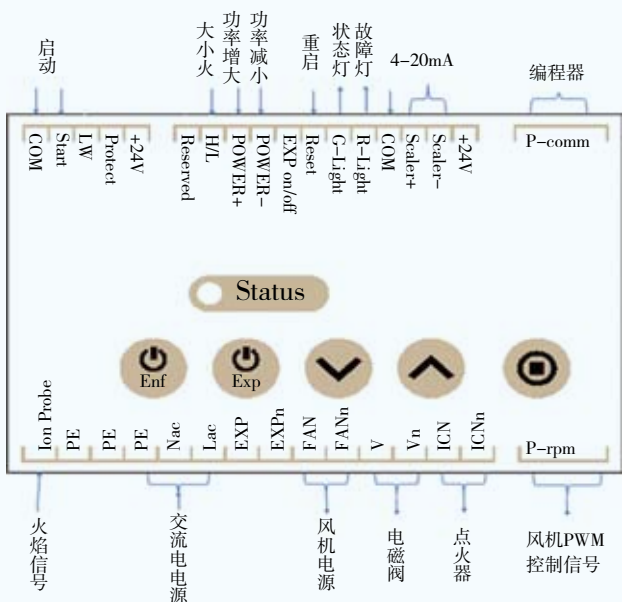 启动
大小火
功率增大
功率减小
重启
状态灯
故障灯
4-20mA
编程器
COM
Start
LW
Protect
+24V
Reserved
H/L
POWER+
POWER-
EXP on/off
Reset
G-Light
R-Light
COM
Scaler+
Scaler-
+24V
P-comm
Status
Enf
Exp
Ion Probe
PE
PE
PE
Nac
Lac
EXP
EXPn
FAN
FANn
V
Vn
ICN
ICNn
P-rpm
火焰信号
交流电电源
风机电源
电磁阀
点火器
风机PWM
控制信号